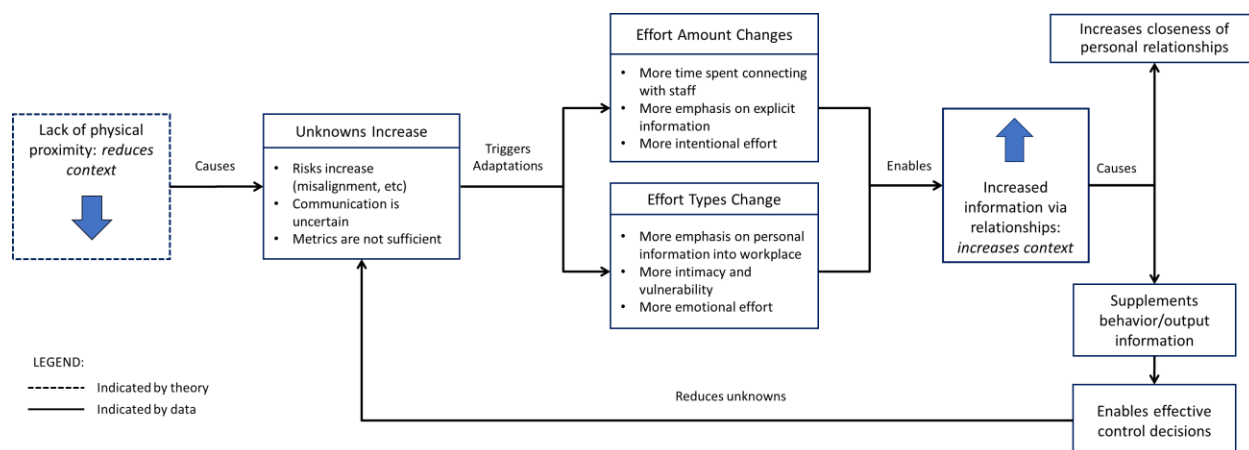 Lack of physical
proximity: reduces
context
Causes
Unknowns Increase
• Risks increase
(misalignment, etc)
• Communication is
uncertain
• Metrics are not sufficient
Triggers
Adaptations
Effort Amount Changes
• More time spent connecting
with staff
• More emphasis on explicit
information
• More intentional effort
Effort Types Change
• More emphasis on personal
information into workplace
• More intimacy and
vulnerability
• More emotional effort
Enables
Increased
information via
relationships:
increases context
Causes
Increases closeness of
personal relationships
Supplements
behavior/output
information
Enables effective
control decisions
Reduces unknowns
LEGEND:
Indicated by theory
Indicated by data